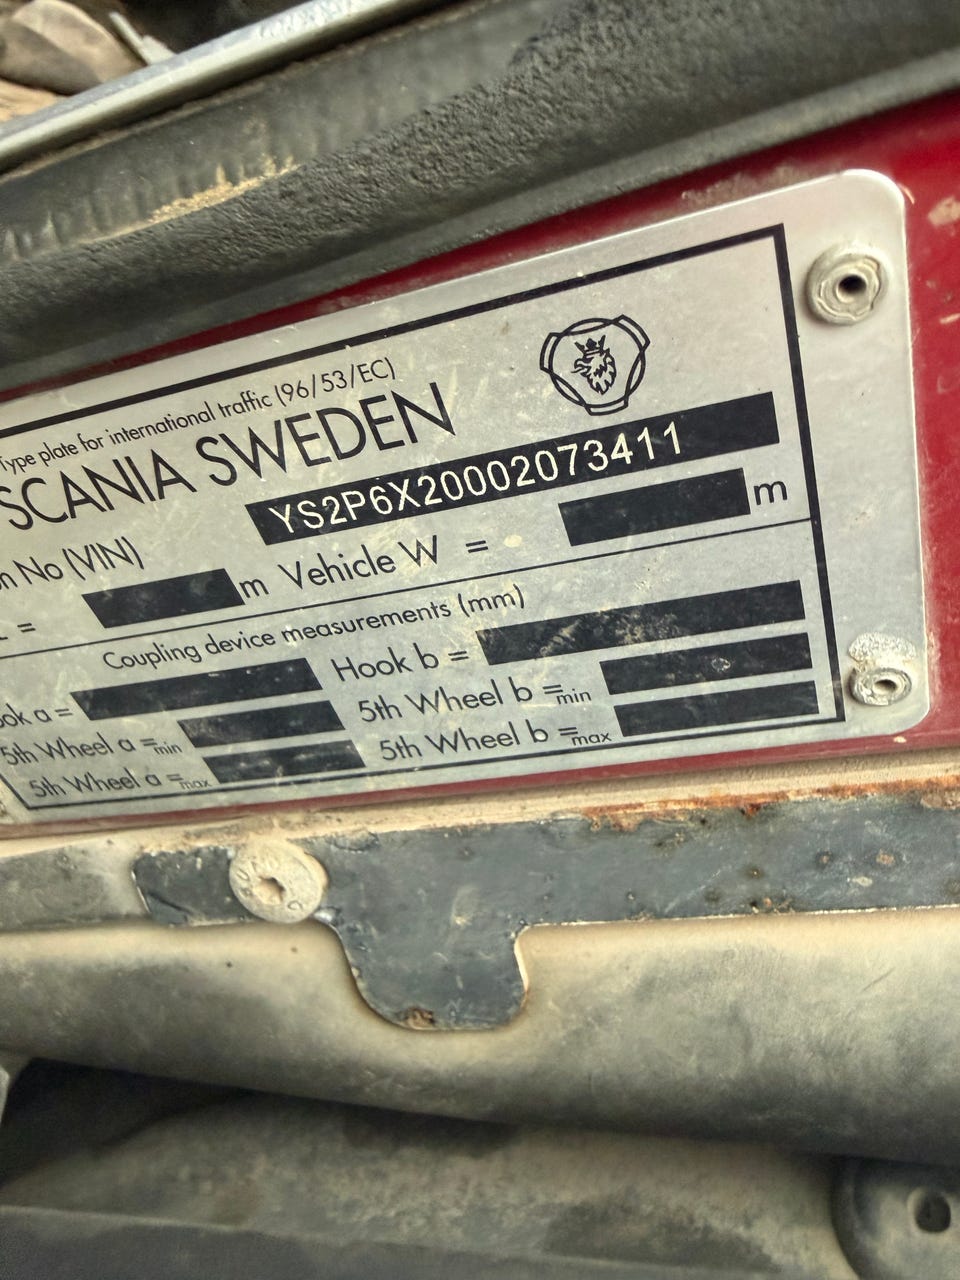 Type plate for international traffic (96/53/EC)
SCANIA SWEDEN
No (VIN) YS2P6X20002073411
= m Vehicle W = m
Coupling device measurements (mm)
a = Hook b =
5th Wheel a = min 5th Wheel b = min
5th Wheel a = max 5th Wheel b = max